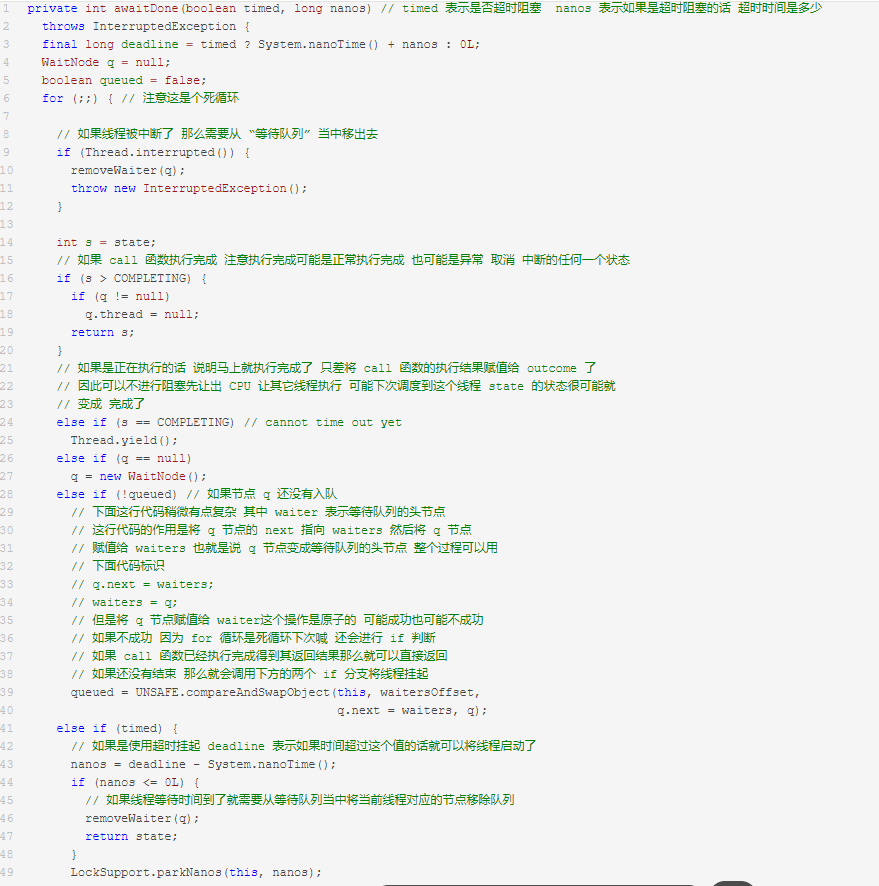 1 private int awaitDone(boolean timed, long nanos) // timed 表示是否超时阻塞  nanos 表示如果是超时阻塞的话 超时时间是多少
2   throws InterruptedException {
3   final long deadline = timed ? System.nanoTime() + nanos : 0L;
4   WaitNode q = null;
5   boolean queued = false;
6   for (;;) { // 注意这是个死循环
7
8     // 如果线程被中断了 那么需要从 “等待队列” 当中移出去
9     if (Thread.interrupted()) {
10       removeWaiter(q);
11       throw new InterruptedException();
12     }
13
14     int s = state;
15     // 如果 call 函数执行完成 注意执行完成可能是正常执行完成 也可能是异常 取消 中断的任何一个状态
16     if (s > COMPLETING) {
17       if (q != null)
18         q.thread = null;
19       return s;
20     }
21     // 如果是正在执行的话 说明马上就执行完成了 只差将 call 函数的执行结果赋值给 outcome 了
22     // 因此可以不进行阻塞先让出 CPU 让其它线程执行 可能下次调度到这个线程 state 的状态很可能就
23     // 变成 完成了
24     else if (s == COMPLETING) // cannot time out yet
25       Thread.yield();
26     else if (q == null)
27       q = new WaitNode();
28     else if (!queued) // 如果节点 q 还没有入队
29       // 下面这行代码稍微有点复杂 其中 waiter 表示等待队列的头节点
30       // 这行代码的作用是将 q 节点的 next 指向 waiters 然后将 q 节点
31       // 赋值给 waiters 也就是说 q 节点变成等待队列的头节点 整个过程可以用
32       // 下面代码标识
33       // q.next = waiters;
34       // waiters = q;
35       // 但是将 q 节点赋值给 waiter这个操作是原子的 可能成功也可能不成功
36       // 如果不成功 因为 for 循环是死循环下次喊 还会进行 if 判断
37       // 如果 call 函数已经执行完成得到其返回结果那么就可以直接返回
38       // 如果还没有结束 那么就会调用下方的两个 if 分支将线程挂起
39       queued = UNSAFE.compareAndSwapObject(this, waitersOffset,
40                                            q.next = waiters, q);
41     else if (timed) {
42       // 如果是使用超时挂起 deadline 表示如果时间超过这个值的话就可以将线程启动了
43       nanos = deadline - System.nanoTime();
44       if (nanos <= 0L) {
45         // 如果线程等待时间到了就需要从等待队列当中将当前线程对应的节点移除队列
46         removeWaiter(q);
47         return state;
48       }
49       LockSupport.parkNanos(this, nanos);